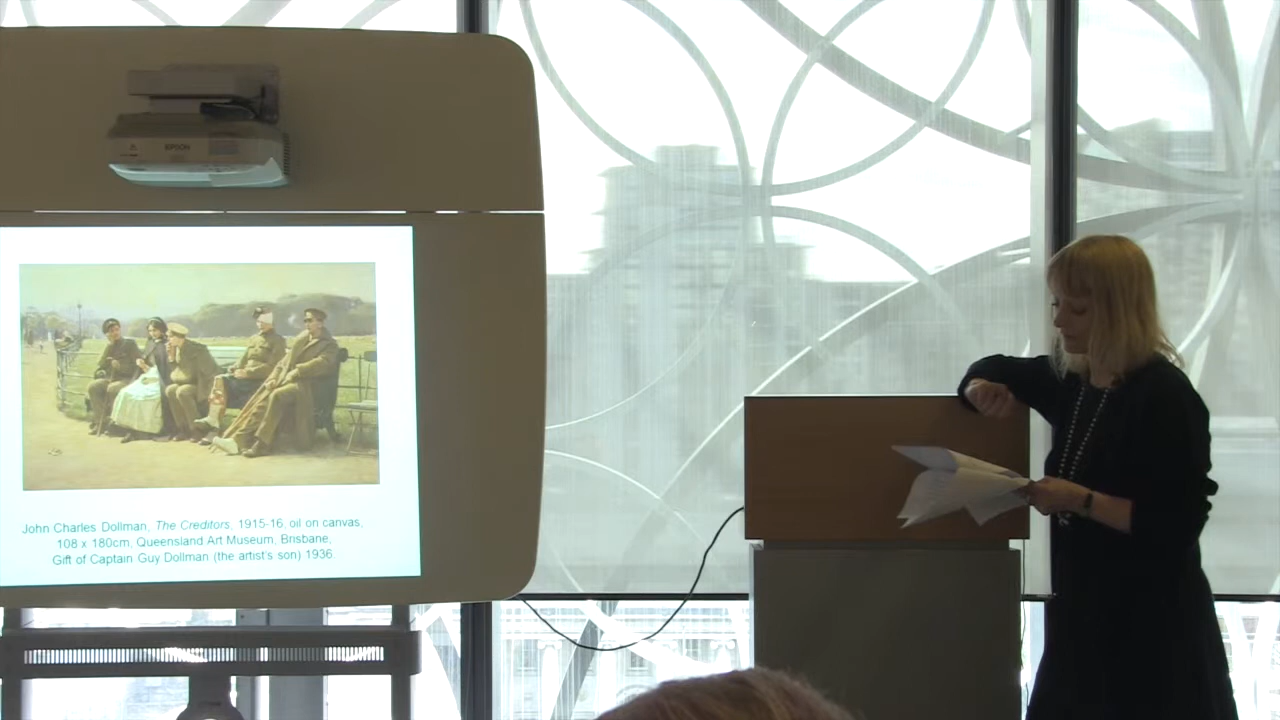 EPSON
John Charles Dollman, The Creditors, 1915-16, oil on canvas,
108 x 180cm, Queensland Art Museum, Brisbane,
Gift of Captain Guy Dollman (the artist's son) 1936.